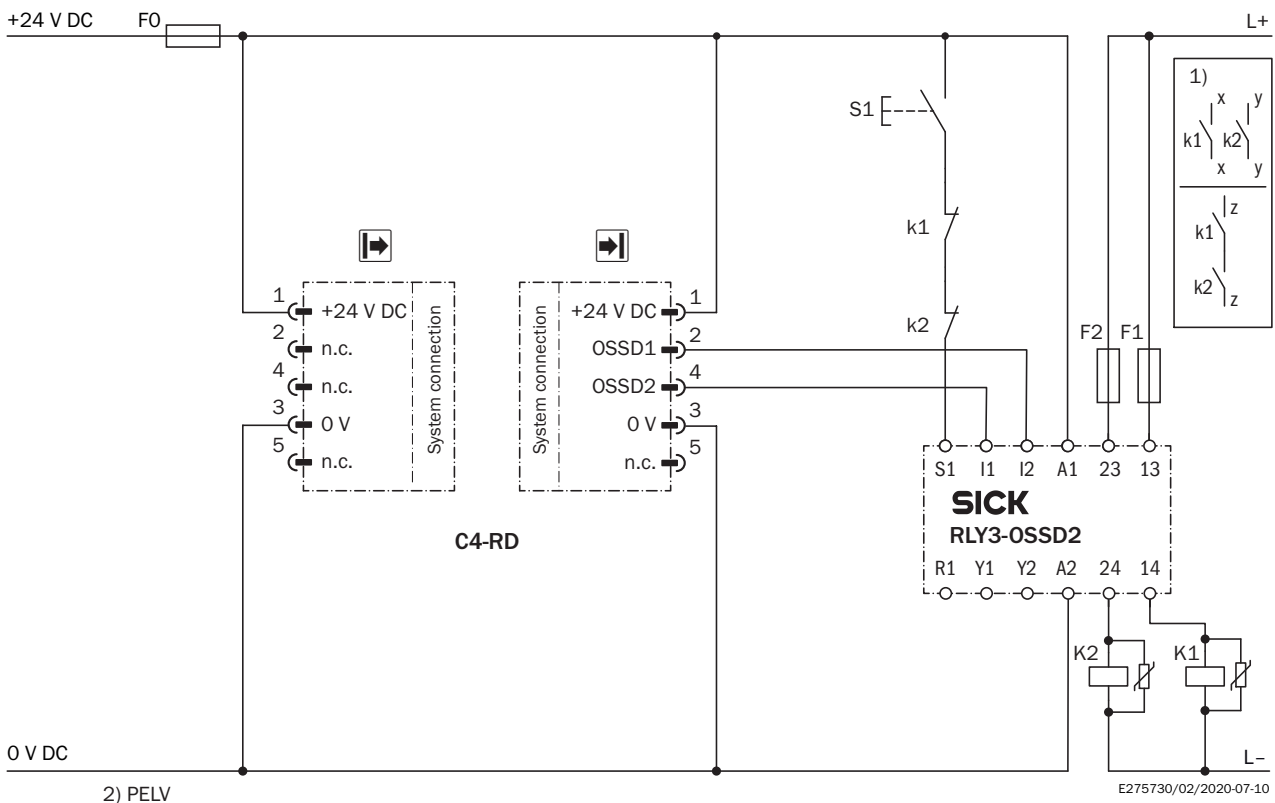 +24 V DC
F0
L+
1)
x y
k1 k2
x y
z
k1
k2
z
S1
k1
k2
F2 F1
1 +24 V DC
2 n.c.
4 n.c.
3 0 V
5 n.c.
System connection
System connection
+24 V DC 1
OSSD1 2
OSSD2 4
0 V 3
n.c. 5
C4-RD
S1 I1 I2 A1 23 13
SICK
RLY3-OSSD2
R1 Y1 Y2 A2 24 14
K2 K1
0 V DC
L–
2) PELV
E275730/02/2020-07-10